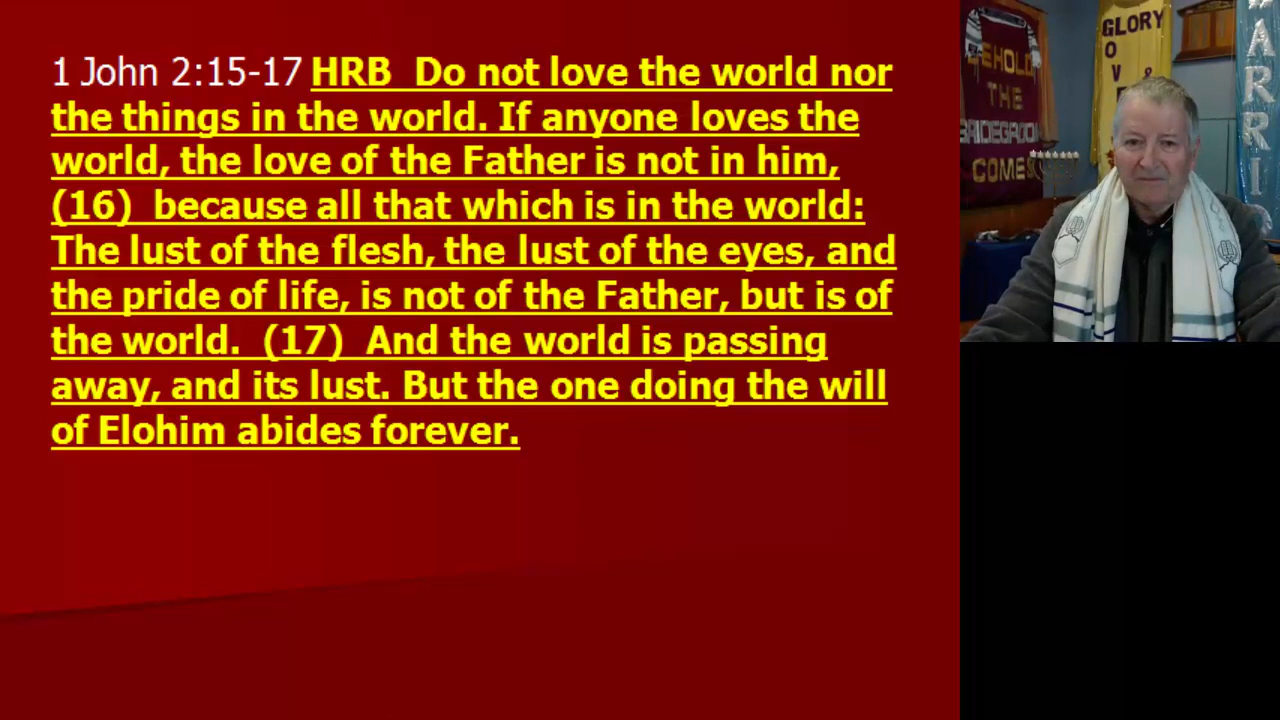 1 John 2:15-17 HRB  Do not love the world nor
the things in the world. If anyone loves the
world, the love of the Father is not in him,
(16)  because all that which is in the world:
The lust of the flesh, the lust of the eyes, and
the pride of life, is not of the Father, but is of
the world.  (17)  And the world is passing
away, and its lust. But the one doing the will
of Elohim abides forever.
EHOLD
THE
COMES
GLORY
O
V &
ARRI